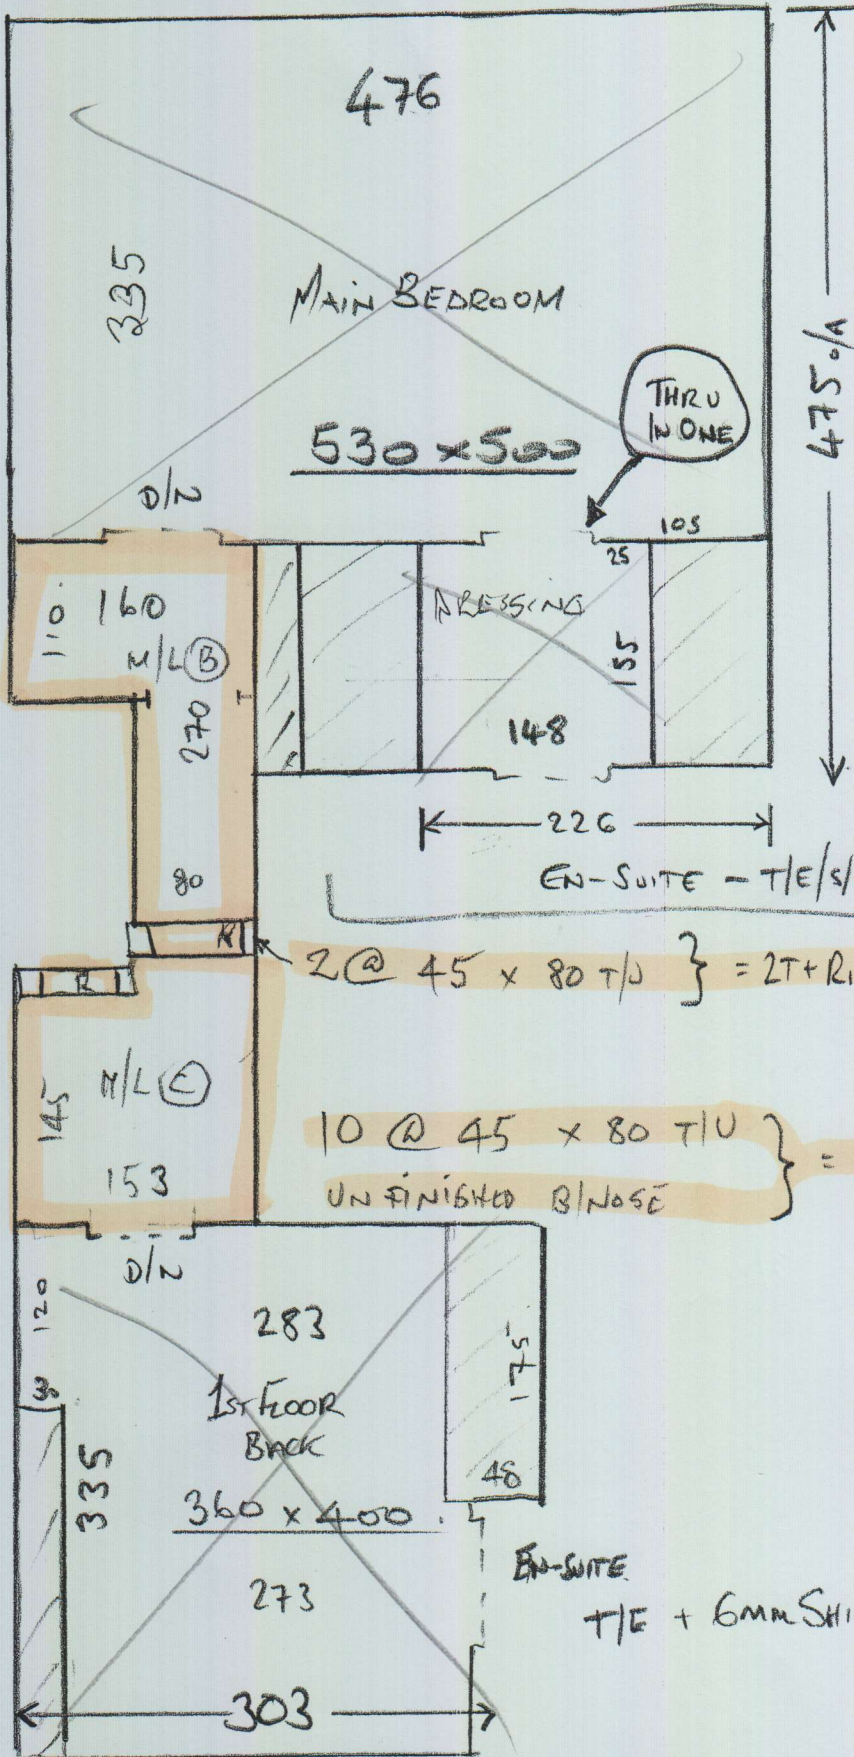 476
335
MAIN BEDROOM
THRU
IN ONE
475 o/A
530 x 500
D/N
105
25
110
160
DRESSING
M/L (B)
155
270
148
226
80
EN-SUITE - T/E/S/
R
2 @ 45 x 80 T/U } = 2T+R
R
M/L (E)
145
10 @ 45 x 80 T/U } =
153
UNFINISHED B/NOSE
D/N
120
283
175
1ST FLOOR
BACK
335
48
360 x 400
EN-SUITE
273
T/E + 6MM SHI
303